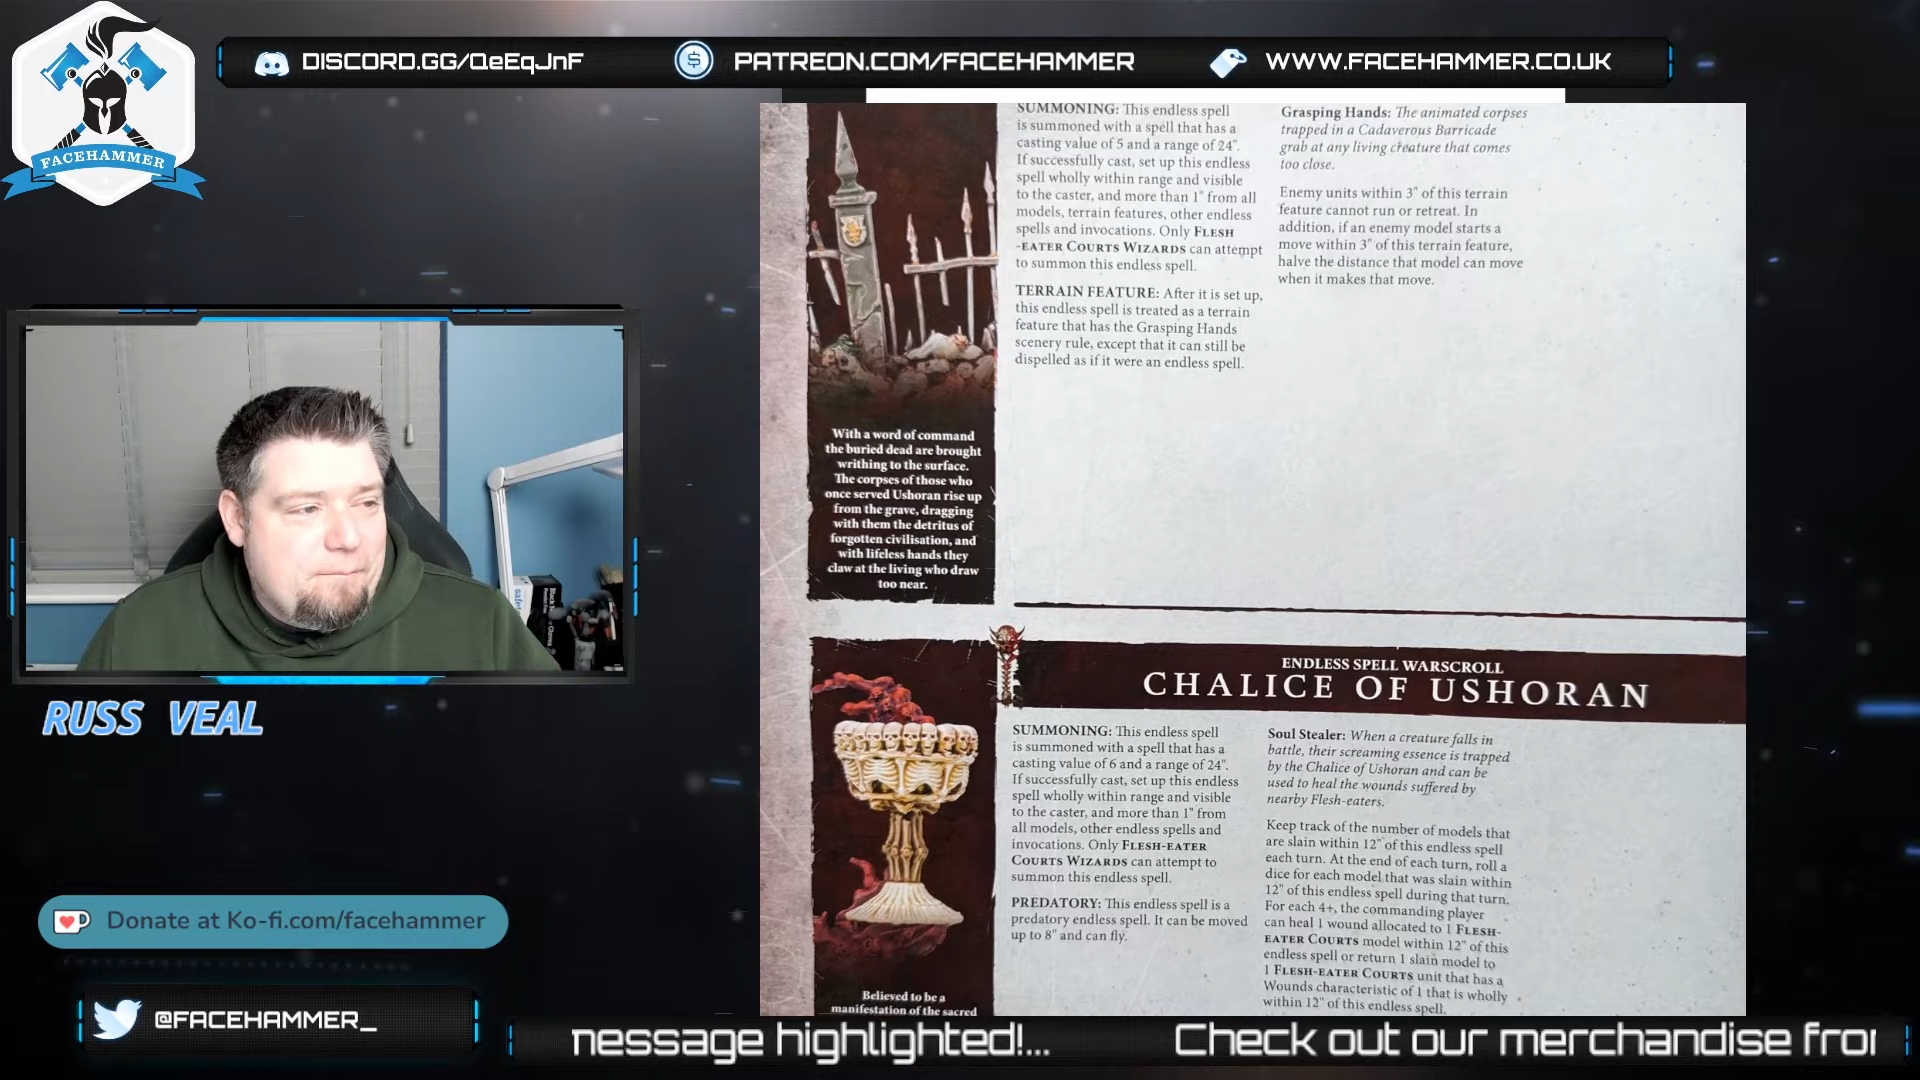 DISCORD.GG/QeEqJnF
PATREON.COM/FACEHAMMER
WWW.FACEHAMMER.CO.UK
FACEHAMMER
SUMMONING: This endless spell
is summoned with a spell that has a
casting value of 5 and a range of 24".
If successfully cast, set up this endless
spell wholly within range and visible
to the caster, and more than 1" from all
models, terrain features, other endless
spells and invocations. Only FLESH
-EATER COURTS WIZARDS can attempt
to summon this endless spell.
TERRAIN FEATURE: After it is set up,
this endless spell is treated as a terrain
feature that has the Grasping Hands
scenery rule, except that it can still be
dispelled as if it were an endless spell.
Grasping Hands: The animated corpses
trapped in a Cadaverous Barricade
grab at any living creature that comes
too close.
Enemy units within 3" of this terrain
feature cannot run or retreat. In
addition, if an enemy model starts a
move within 3" of this terrain feature,
halve the distance that model can move
when it makes that move.
With a word of command
the buried dead are brought
writhing to the surface.
The corpses of those who
once served Ushoran rise up
from the grave, dragging
with them the detritus of
forgotten civilisation, and
with lifeless hands they
claw at the living who draw
too near.
ENDLESS SPELL WARSCROLL
CHALICE OF USHORAN
SUMMONING: This endless spell
is summoned with a spell that has a
casting value of 6 and a range of 24".
If successfully cast, set up this endless
spell wholly within range and visible
to the caster, and more than 1" from
all models, other endless spells and
invocations. Only FLESH-EATER
COURTS WIZARDS can attempt to
summon this endless spell.
PREDATORY: This endless spell is a
predatory endless spell. It can be moved
up to 8" and can fly.
Soul Stealer: When a creature falls in
battle, their screaming essence is trapped
by the Chalice of Ushoran and can be
used to heal the wounds suffered by
nearby Flesh-eaters.
Keep track of the number of models that
are slain within 12" of this endless spell
each turn. At the end of each turn, roll a
dice for each model that was slain within
12" of this endless spell during that turn.
For each 4+, the commanding player
can heal 1 wound allocated to 1 FLESH-
EATER COURTS model within 12" of this
endless spell or return 1 slain model to
1 FLESH-EATER COURTS unit that has a
Wounds characteristic of 1 that is wholly
within 12" of this endless spell.
Believed to be a
manifestation of the sacred
RUSS VEAL
Donate at Ko-fi.com/facehammer
@FACEHAMMER_
message highlighted!... Check out our merchandise from